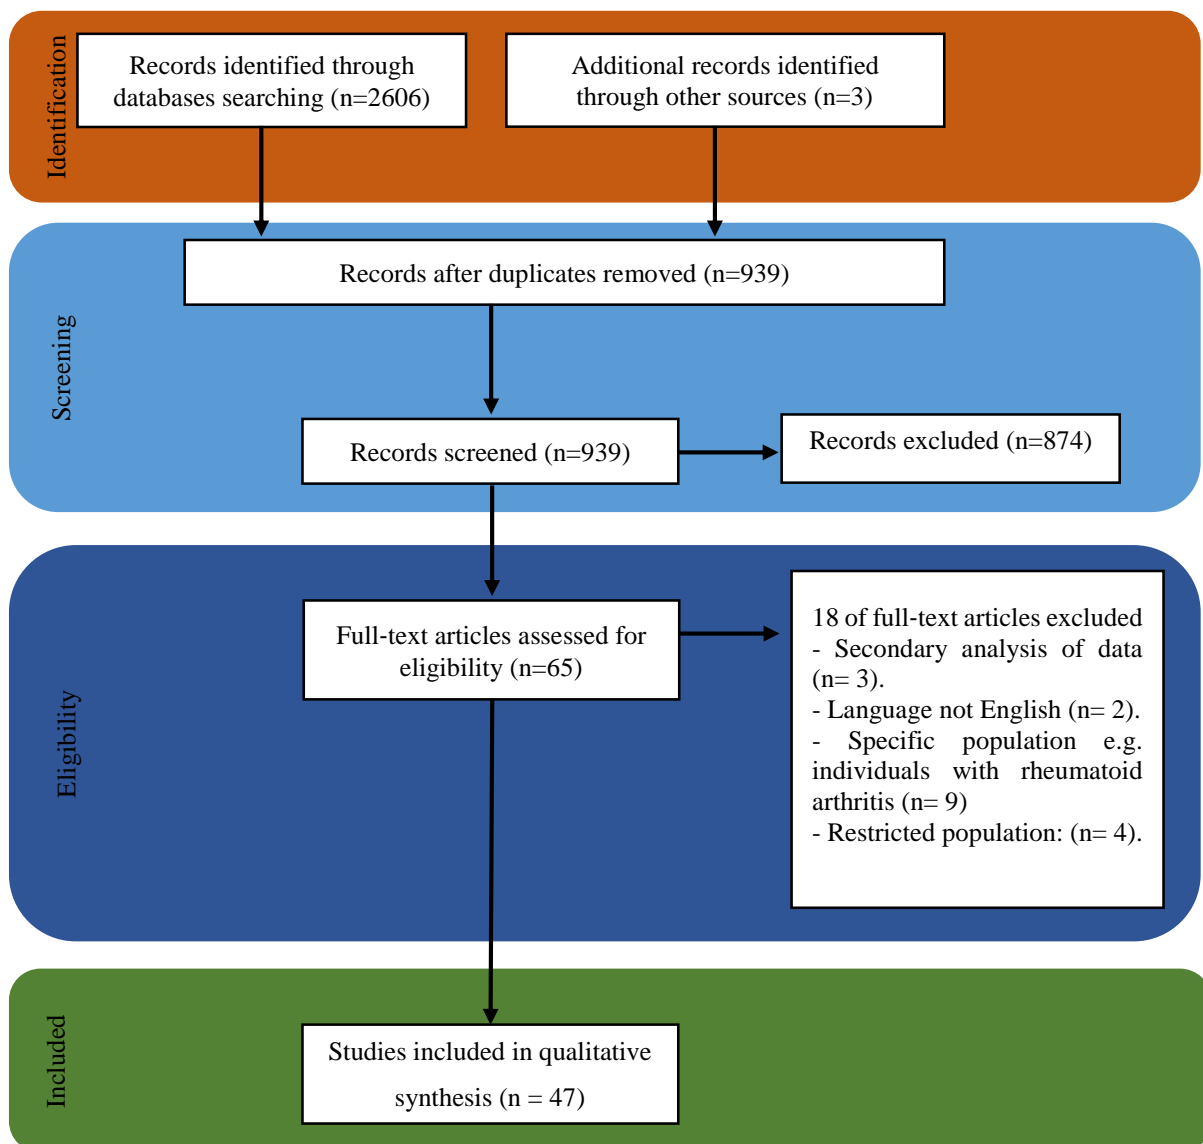 Identification
Records identified through
databases searching (n=2606)
Additional records identified
through other sources (n=3)
Screening
Records after duplicates removed (n=939)
Records screened (n=939)
Records excluded (n=874)
Eligibility
Full-text articles assessed for
eligibility (n=65)
18 of full-text articles excluded
- Secondary analysis of data
(n= 3).
- Language not English (n= 2).
- Specific population e.g.
individuals with rheumatoid
arthritis (n= 9)
- Restricted population: (n= 4).
Included
Studies included in qualitative
synthesis (n = 47)